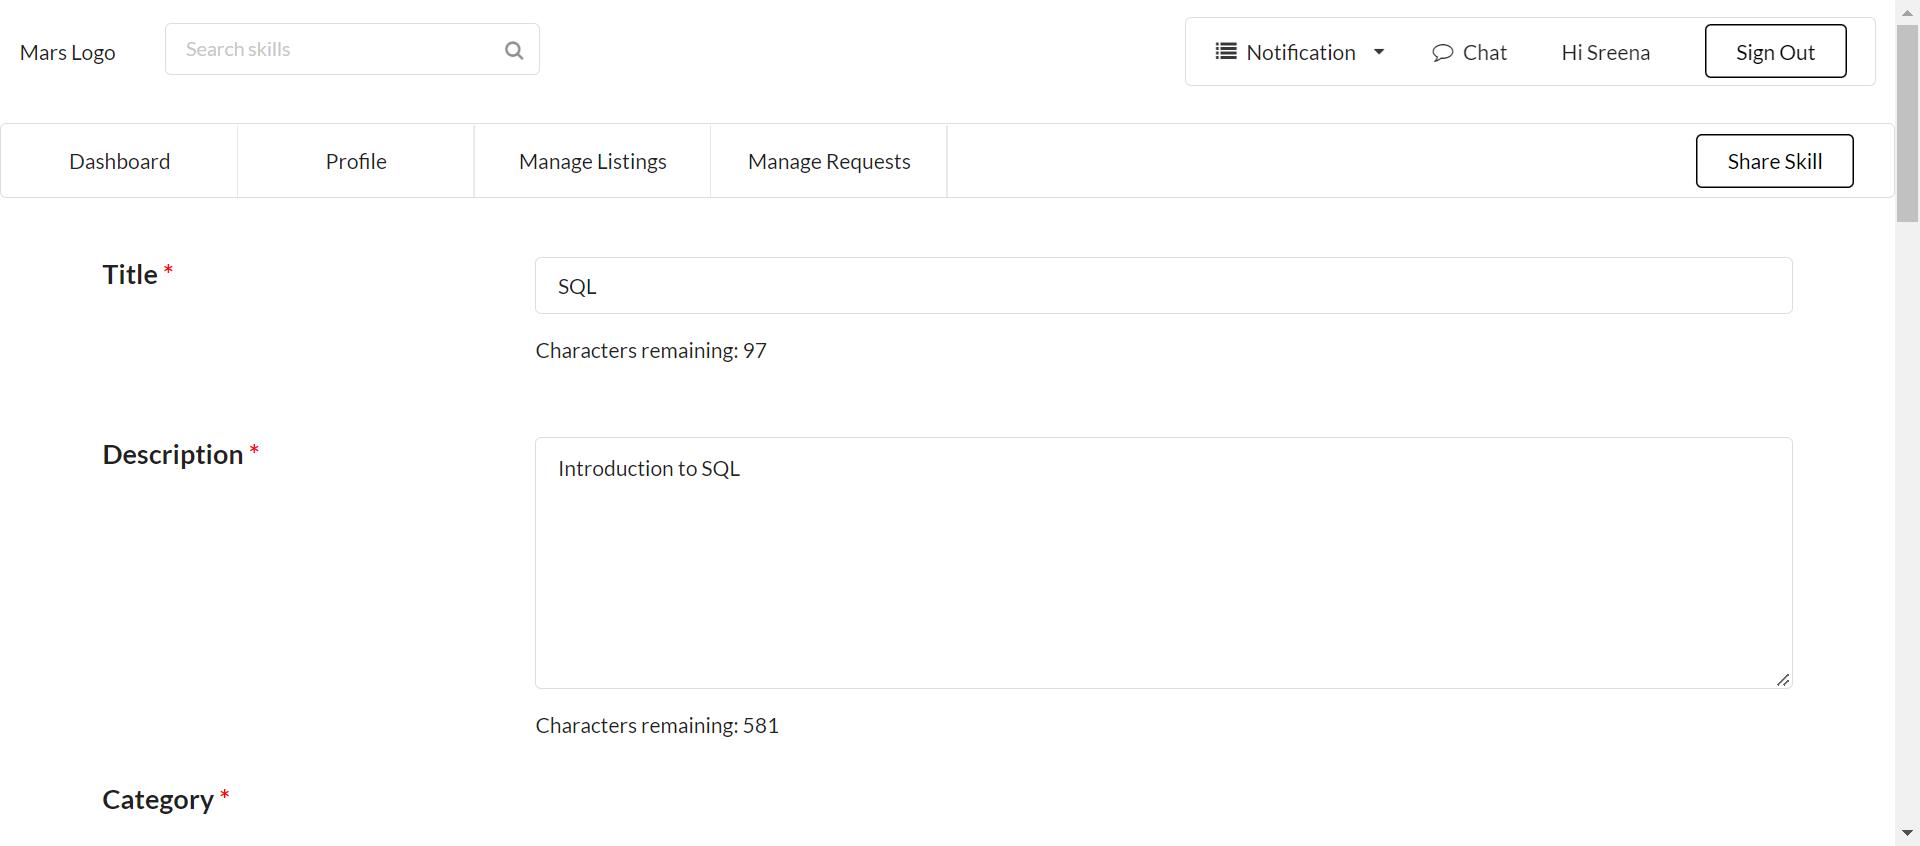 Mars Logo
Search skills
Notification
Chat
Hi Sreena
Sign Out
Dashboard
Profile
Manage Listings
Manage Requests
Share Skill
Title *
SQL
Characters remaining: 97
Description *
Introduction to SQL
Characters remaining: 581
Category *